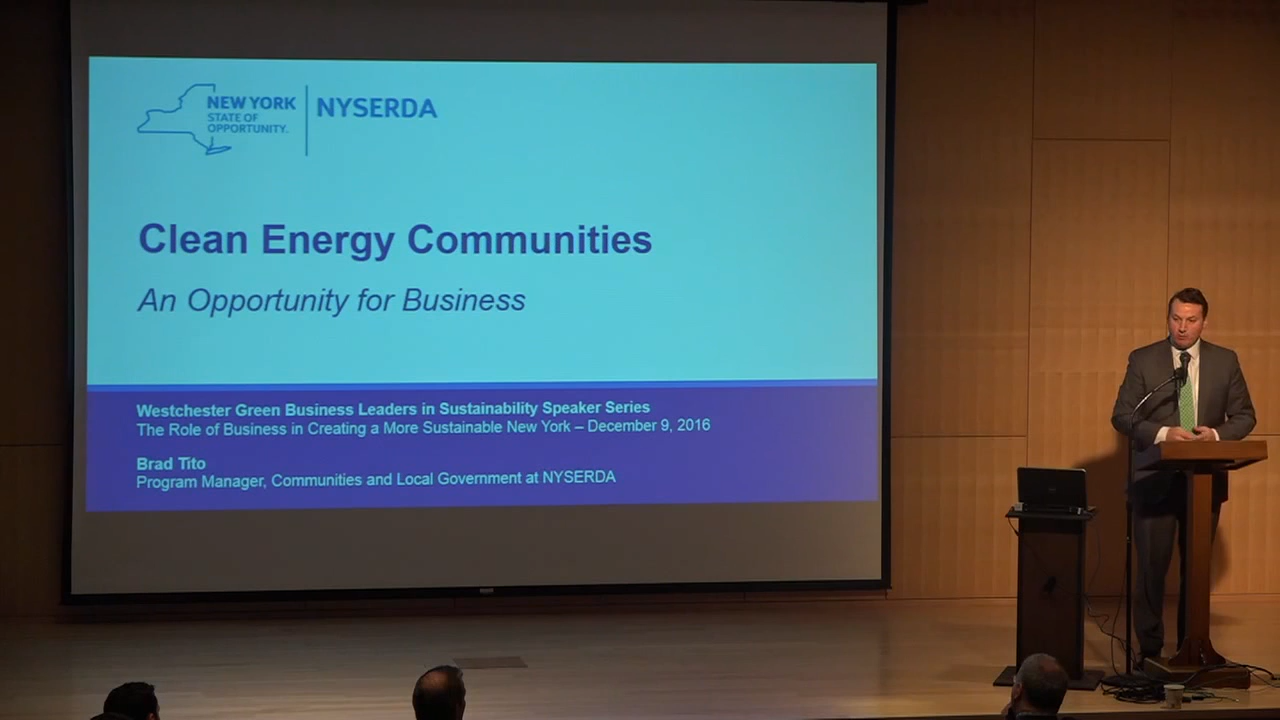 NEW YORK
STATE OF
OPPORTUNITY.
NYSERDA
Clean Energy Communities
An Opportunity for Business
Westchester Green Business Leaders in Sustainability Speaker Series
The Role of Business in Creating a More Sustainable New York – December 9, 2016
Brad Tito
Program Manager, Communities and Local Government at NYSERDA